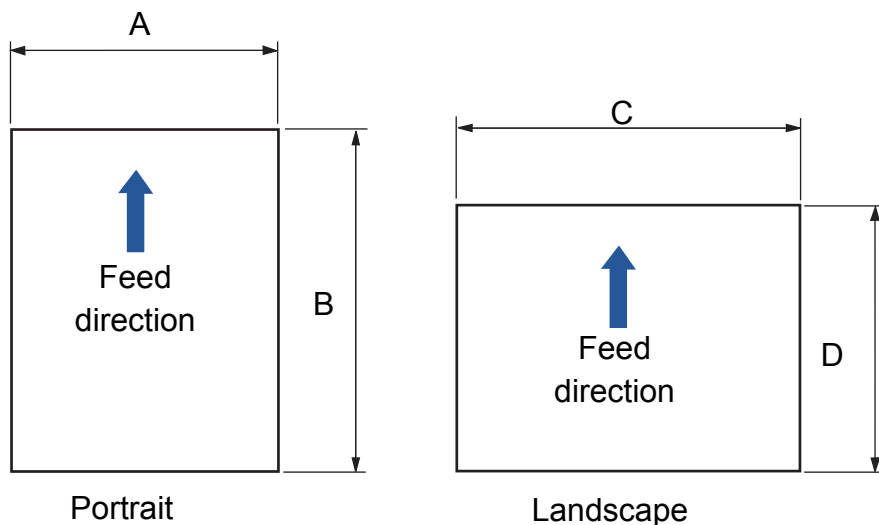 A
Feed
direction
B
Portrait
C
Feed
direction
D
Landscape